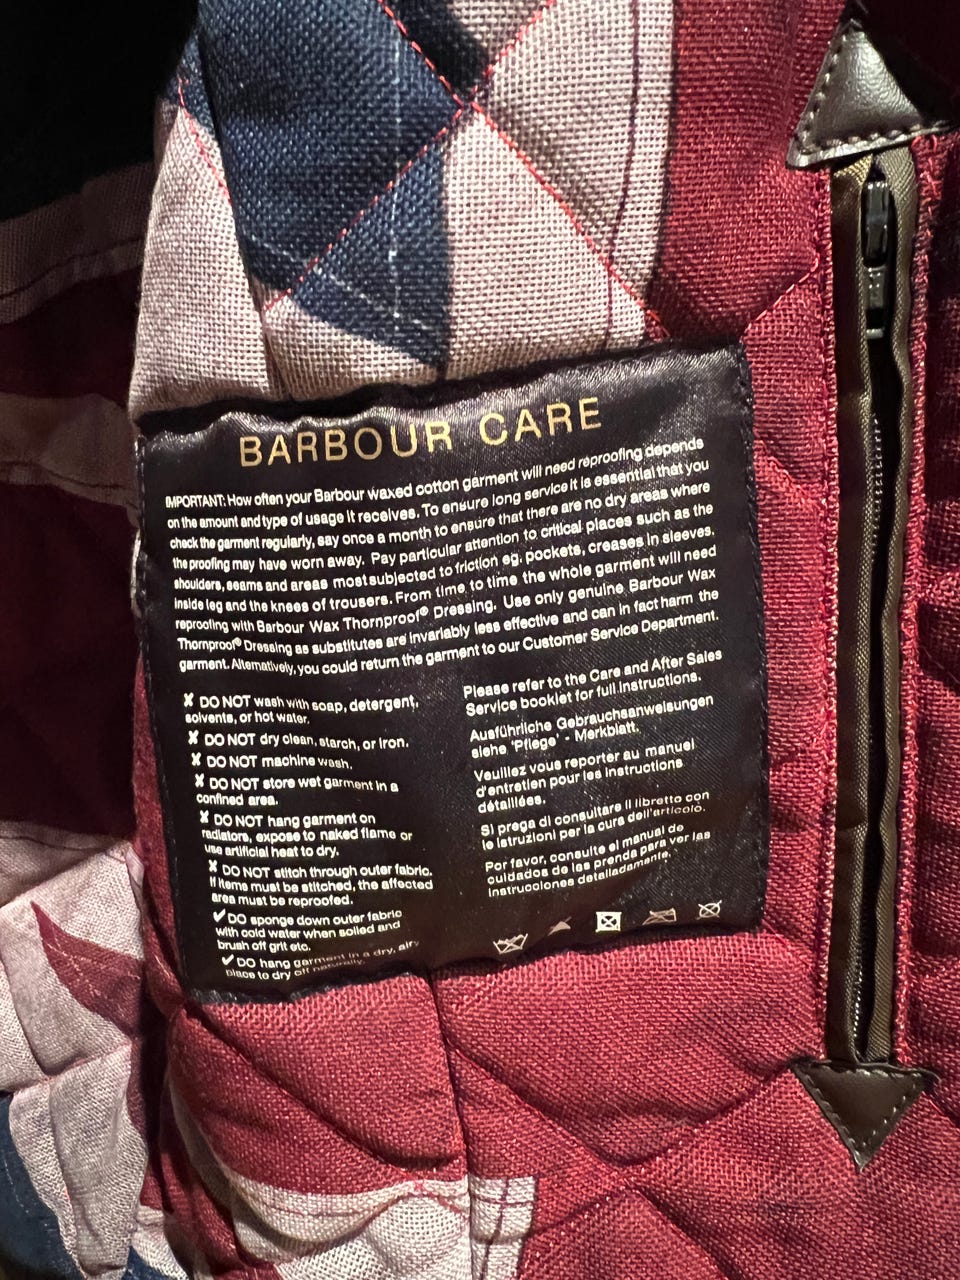 BARBOUR CARE
IMPORTANT: How often your Barbour waxed cotton garment will need reproofing depends
on the amount and type of usage it receives. To ensure long service it is essential that you
check the garment regularly, say once a month to ensure that there are no dry areas where
the proofing may have worn away. Pay particular attention to critical places such as the
shoulders, seams and areas most subjected to friction eg. pockets, creases in sleeves,
inside leg and the knees of trousers. From time to time the whole garment will need
reproofing with Barbour Wax Thornproof® Dressing. Use only genuine Barbour Wax
Thornproof® Dressing as substitutes are invariably less effective and can in fact harm the
garment. Alternatively, you could return the garment to our Customer Service Department.
✘ DO NOT wash with soap, detergent,
solvents, or hot water.
✘ DO NOT dry clean, starch, or iron.
✘ DO NOT machine wash.
✘ DO NOT store wet garment in a
confined area.
✘ DO NOT hang garment on
radiators, expose to naked flame or
use artificial heat to dry.
✘ DO NOT stitch through outer fabric.
If items must be stitched, the affected
area must be reproofed.
✔ DO sponge down outer fabric
with cold water when soiled and
brush off grit etc.
✔ DO hang garment in a dry, airy
place to dry off naturally.
Please refer to the Care and After Sales
Service booklet for full instructions.
Ausführliche Gebrauchsanweisungen
siehe 'Pflege' - Merkblatt.
Veuillez vous reporter au manuel
d'entretien pour les instructions
détaillées.
Si prega di consultare il libretto con
le istruzioni per la cura dell'articolo.
Por favor, consulte el manual de
cuidados de las prenda para ver las
instrucciones detalladamente.